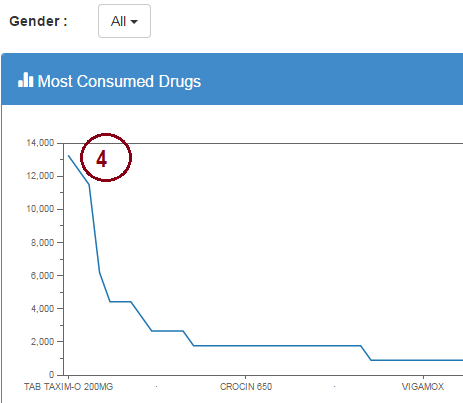 Gender :
All
Most Consumed Drugs
4
14,000
12,000
10,000
8,000
6,000
4,000
2,000
0
TAB TAXIM-O 200MG
CROCIN 650
VIGAMOX